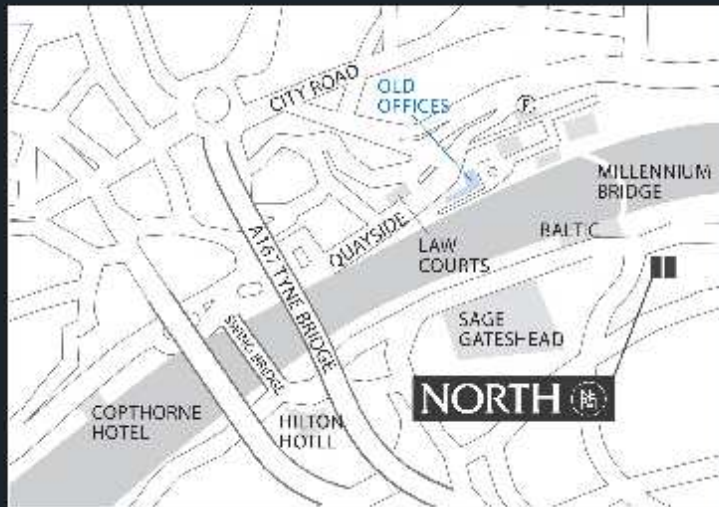 CITY ROAD
OLD
OFFICES
P
MILLENNIUM
BRIDGE
QUAYSIDE
BALTIC
LAW
COURTS
A167 TYNE BRIDGE
SAGE
GATESHEAD
SWING BRIDGE
NORTH
COPTHORNE
HOTEL
HILTON
HOTEL